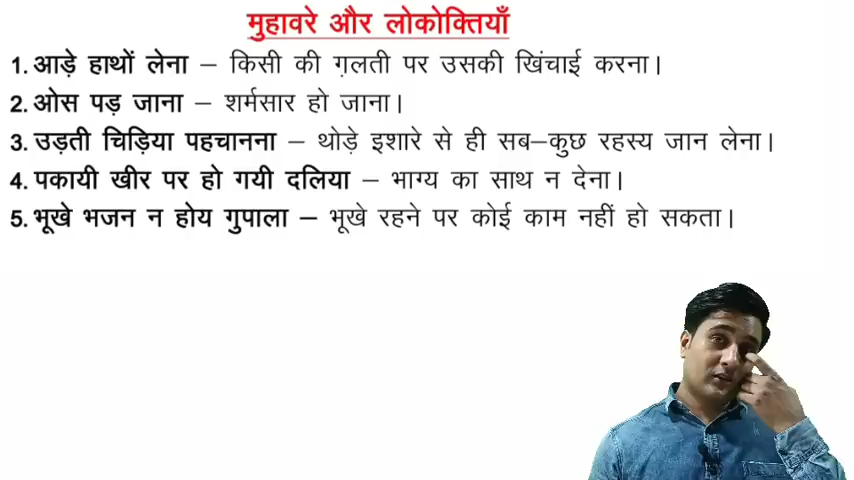 मुहावरे और लोकोक्तियाँ
1. आड़े हाथों लेना – किसी की ग़लती पर उसकी खिंचाई करना।
2. ओस पड़ जाना – शर्मसार हो जाना।
3. उड़ती चिड़िया पहचानना – थोड़े इशारे से ही सब–कुछ रहस्य जान लेना।
4. पकायी खीर पर हो गयी दलिया – भाग्य का साथ न देना।
5. भूखे भजन न होय गुपाला – भूखे रहने पर कोई काम नहीं हो सकता।